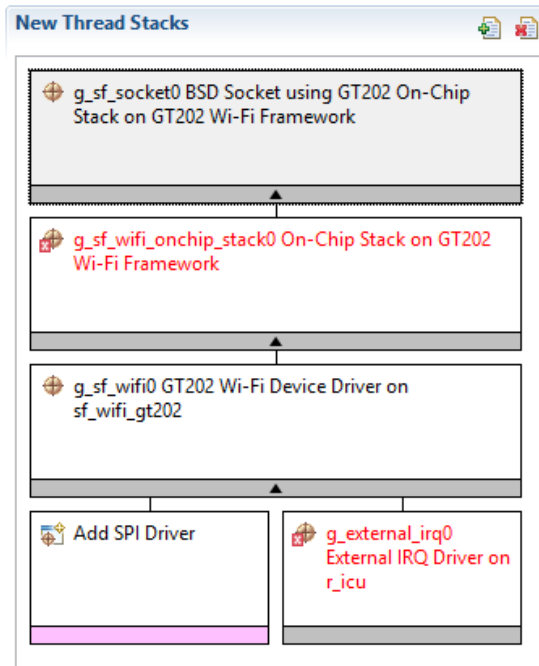 New Thread Stacks
g_sf_socket0 BSD Socket using GT202 On-Chip
Stack on GT202 Wi-Fi Framework
g_sf_wifi_onchip_stack0 On-Chip Stack on GT202
Wi-Fi Framework
g_sf_wifi0 GT202 Wi-Fi Device Driver on
sf_wifi_gt202
Add SPI Driver
g_external_irq0
External IRQ Driver on
r_icu